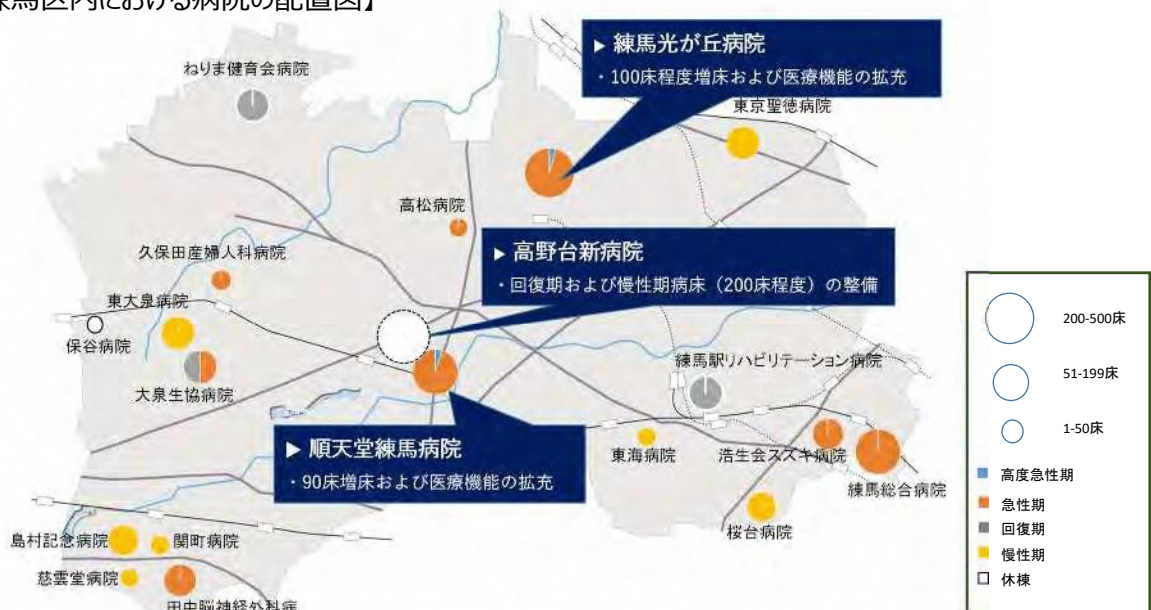 練馬区内における病院の配置図】
▶ 練馬光が丘病院
・100床程度増床および医療機能の拡充
ねりま健育会病院
東京聖徳病院
高松病院
▶ 高野台新病院
・回復期および慢性期病床（200床程度）の整備
久保田産婦人科病院
東大泉病院
保谷病院
大泉生協病院
練馬駅リハビリテーション病院
▶ 順天堂練馬病院
・90床増床および医療機能の拡充
東海病院
浩生会スズキ病院
練馬総合病院
桜台病院
島村記念病院
関町病院
慈雲堂病院
田中脳神経外科病
200-500床
51-199床
1-50床
高度急性期
急性期
回復期
慢性期
休棟